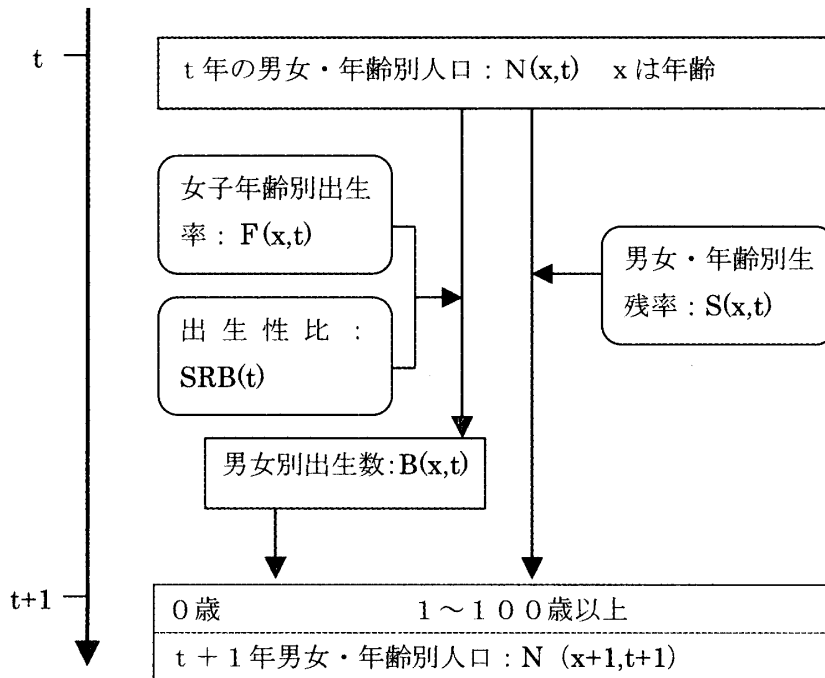 t
t年の男女・年齢別人口：N(x,t)　xは年齢
女子年齢別出生
率：F(x,t)
出生性比：
SRB(t)
男女・年齢別生
残率：S(x,t)
男女別出生数:B(x,t)
t+1
０歳　１～１００歳以上
t＋１年男女・年齢別人口：N (x+1,t+1)